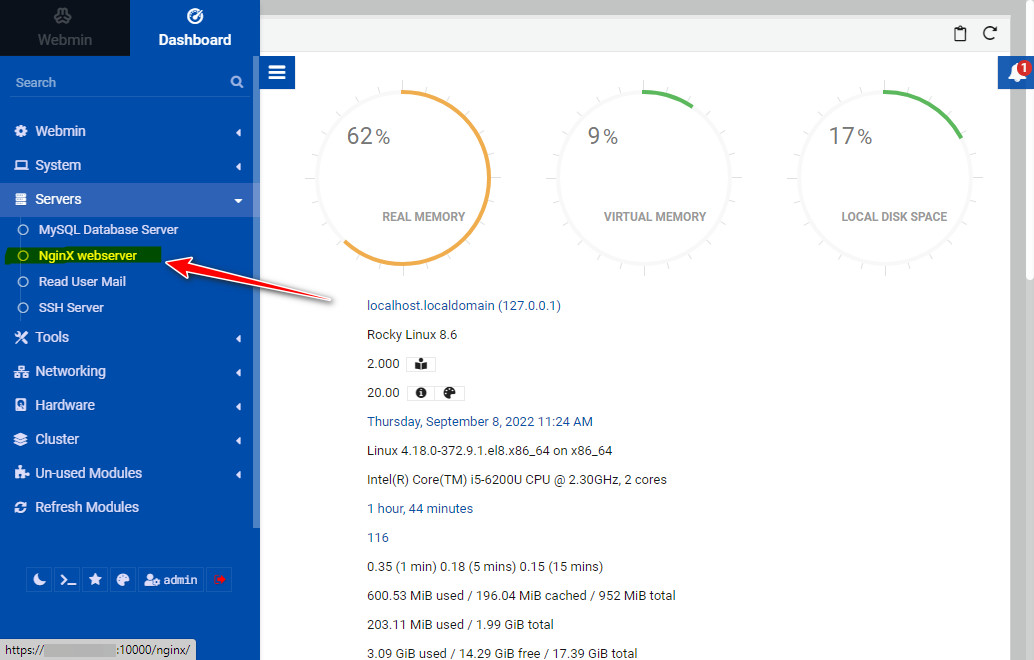 Webmin
Dashboard
Search
Webmin
System
Servers
MySQL Database Server
NginX webserver
Read User Mail
SSH Server
Tools
Networking
Hardware
Cluster
Un-used Modules
Refresh Modules
admin
https://
:10000/nginx/
1
62%
REAL MEMORY
9%
VIRTUAL MEMORY
17%
LOCAL DISK SPACE
localhost.localdomain (127.0.0.1)
Rocky Linux 8.6
2.000
20.00
Thursday, September 8, 2022 11:24 AM
Linux 4.18.0-372.9.1.el8.x86_64 on x86_64
Intel(R) Core(TM) i5-6200U CPU @ 2.30GHz, 2 cores
1 hour, 44 minutes
116
0.35 (1 min) 0.18 (5 mins) 0.15 (15 mins)
600.53 MiB used / 196.04 MiB cached / 952 MiB total
203.11 MiB used / 1.99 GiB total
3.09 GiB used / 14.29 GiB free / 17.39 GiB total